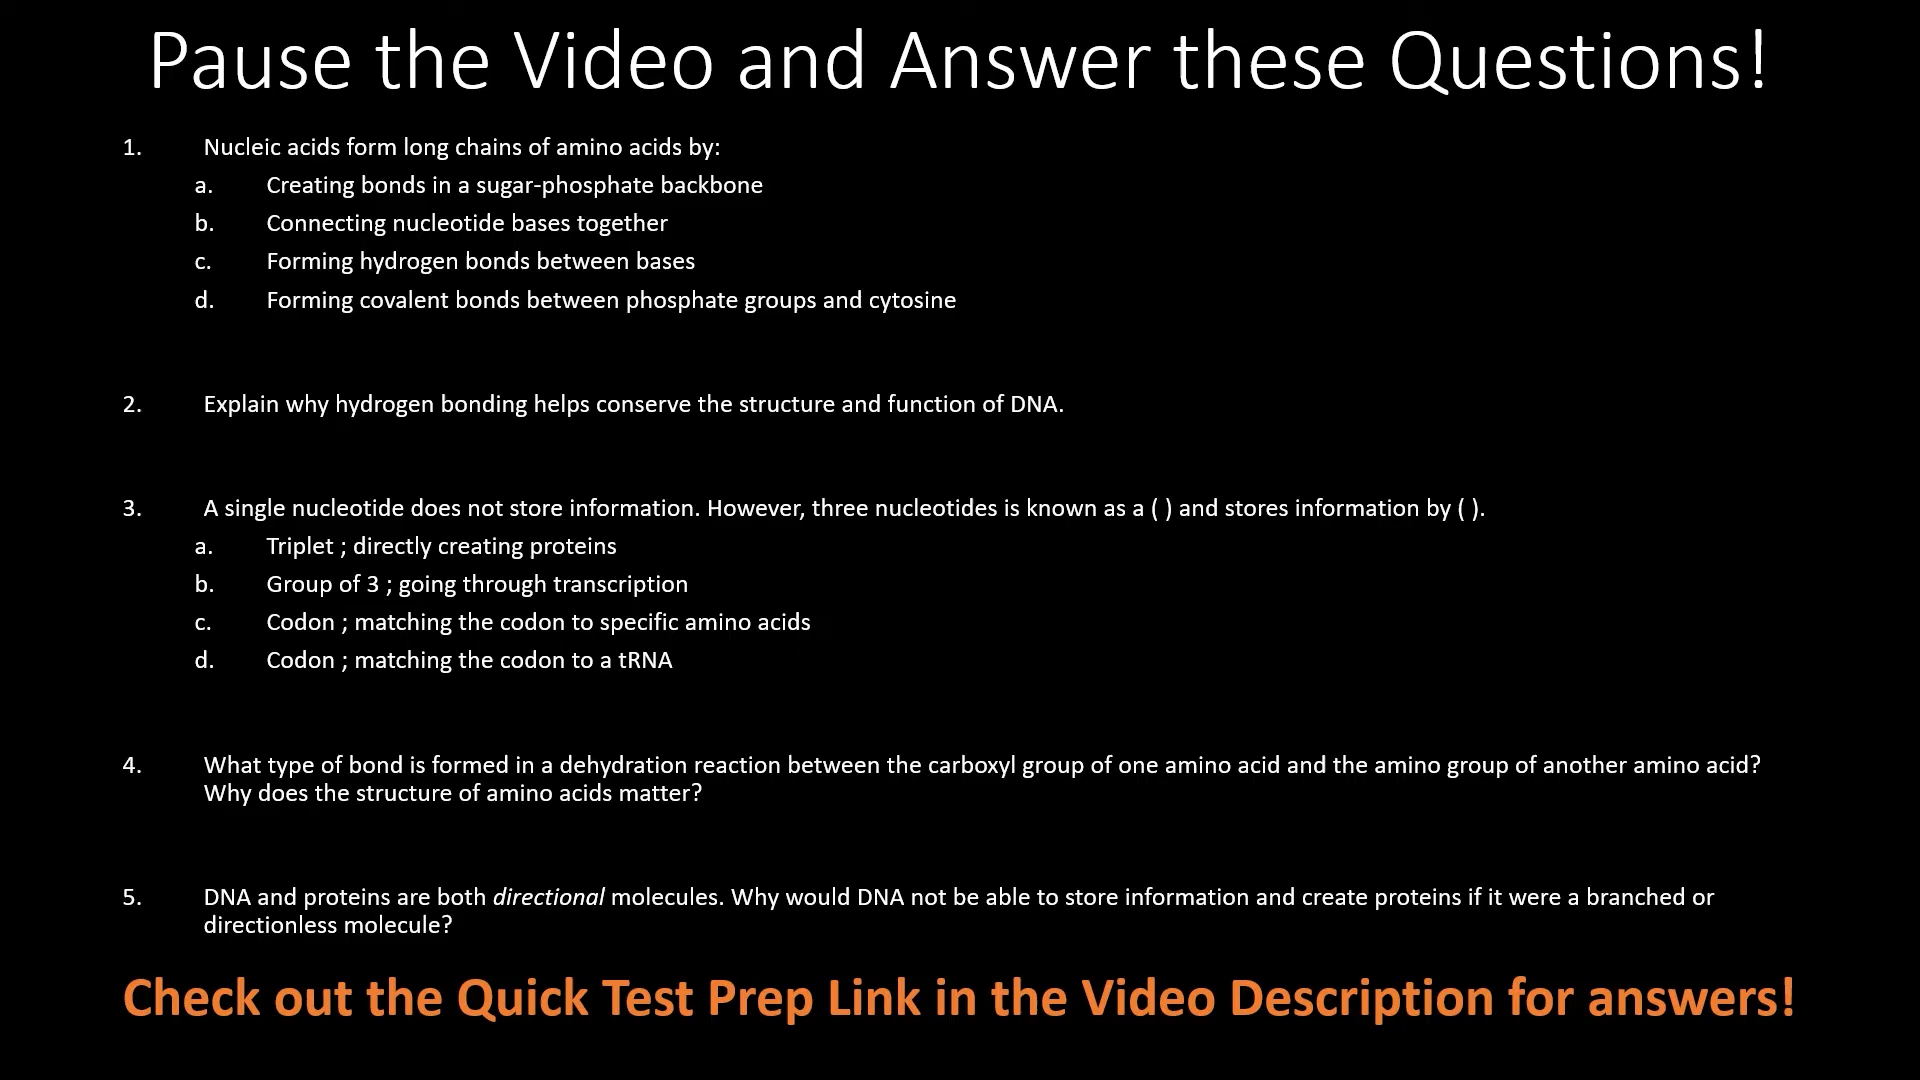 Pause the Video and Answer these Questions!
1. Nucleic acids form long chains of amino acids by:
a. Creating bonds in a sugar-phosphate backbone
b. Connecting nucleotide bases together
c. Forming hydrogen bonds between bases
d. Forming covalent bonds between phosphate groups and cytosine
2. Explain why hydrogen bonding helps conserve the structure and function of DNA.
3. A single nucleotide does not store information. However, three nucleotides is known as a ( ) and stores information by ( ).
a. Triplet ; directly creating proteins
b. Group of 3 ; going through transcription
c. Codon ; matching the codon to specific amino acids
d. Codon ; matching the codon to a tRNA
4. What type of bond is formed in a dehydration reaction between the carboxyl group of one amino acid and the amino group of another amino acid?
Why does the structure of amino acids matter?
5. DNA and proteins are both directional molecules. Why would DNA not be able to store information and create proteins if it were a branched or
directionless molecule?
Check out the Quick Test Prep Link in the Video Description for answers!